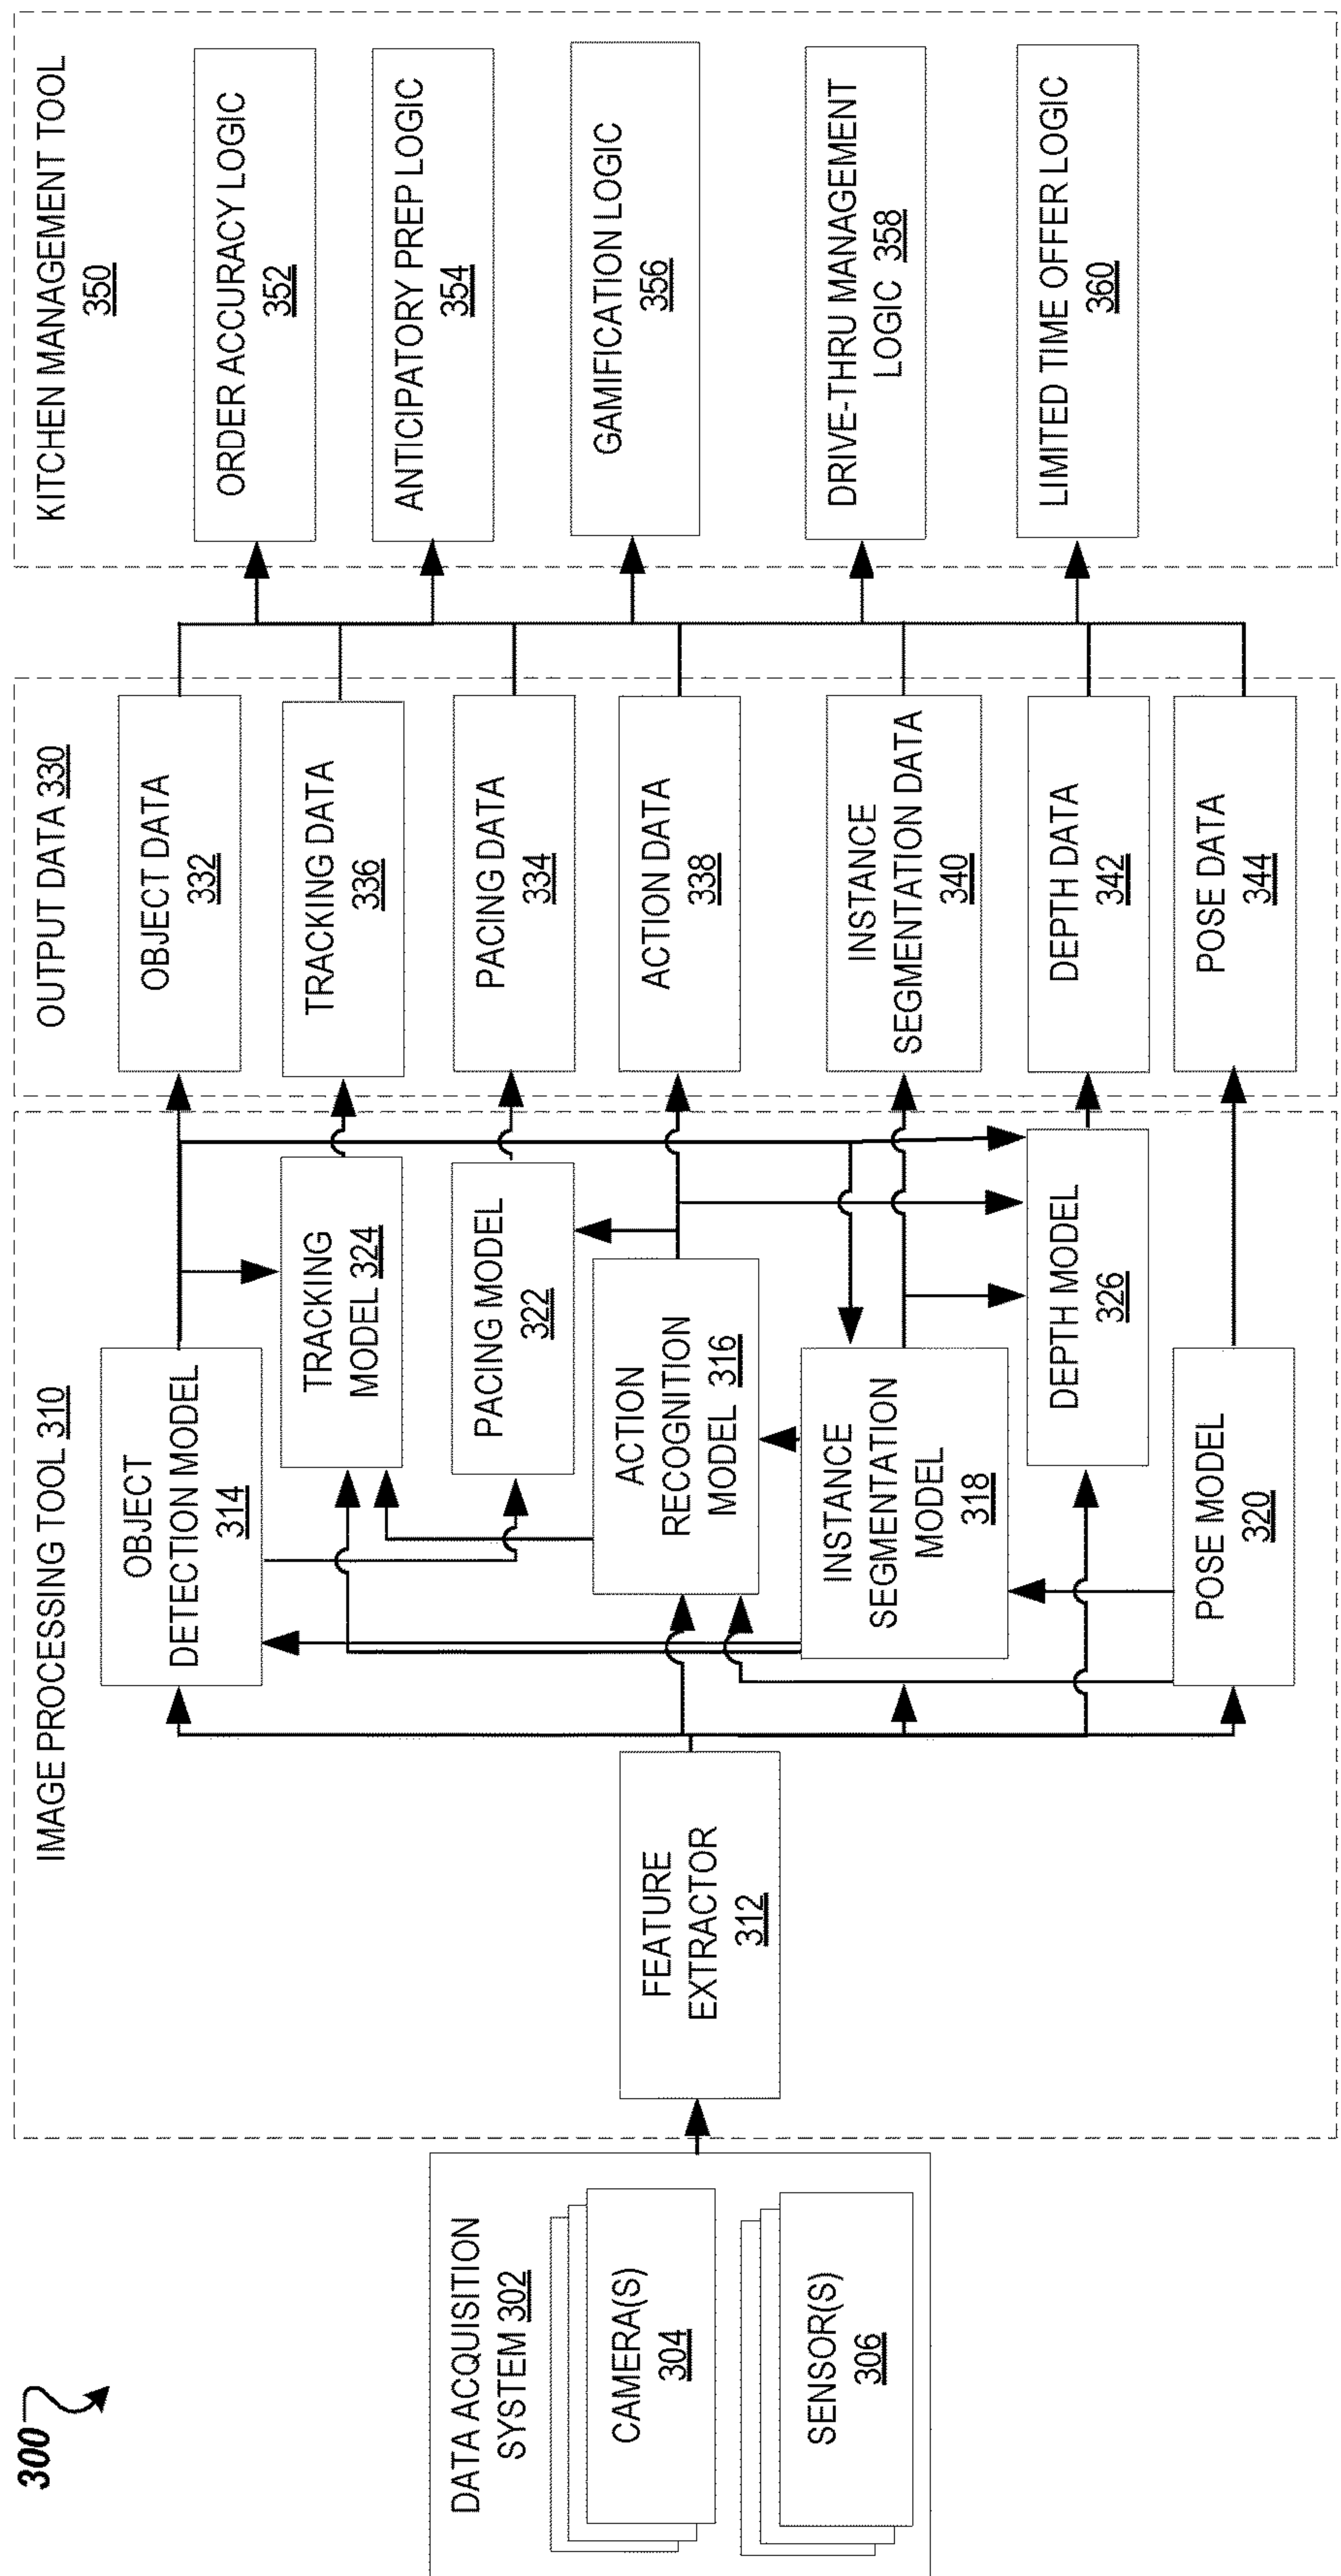 300
DATA ACQUISITION
SYSTEM 302
CAMERA(S)
304
SENSOR(S)
306
IMAGE PROCESSING TOOL 310
FEATURE
EXTRACTOR
312
OBJECT
DETECTION MODEL
314
TRACKING
MODEL 324
PACING MODEL
322
ACTION
RECOGNITION
MODEL 316
INSTANCE
SEGMENTATION
MODEL
318
DEPTH MODEL
326
POSE MODEL
320
OUTPUT DATA 330
OBJECT DATA
332
TRACKING DATA
336
PACING DATA
334
ACTION DATA
338
INSTANCE
SEGMENTATION DATA
340
DEPTH DATA
342
POSE DATA
344
KITCHEN MANAGEMENT TOOL
350
ORDER ACCURACY LOGIC
352
ANTICIPATORY PREP LOGIC
354
GAMIFICATION LOGIC
356
DRIVE-THRU MANAGEMENT
LOGIC 358
LIMITED TIME OFFER LOGIC
360